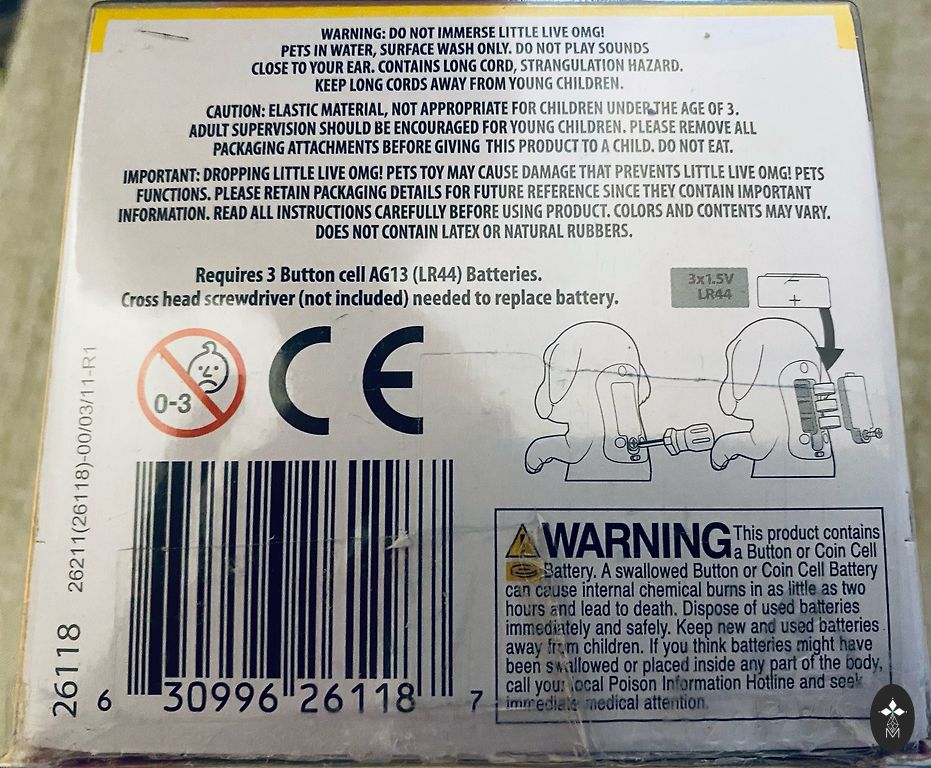 WARNING: DO NOT IMMERSE LITTLE LIVE OMG!
PETS IN WATER, SURFACE WASH ONLY. DO NOT PLAY SOUNDS
CLOSE TO YOUR EAR. CONTAINS LONG CORD, STRANGULATION HAZARD.
KEEP LONG CORDS AWAY FROM YOUNG CHILDREN.
CAUTION: ELASTIC MATERIAL, NOT APPROPRIATE FOR CHILDREN UNDER THE AGE OF 3.
ADULT SUPERVISION SHOULD BE ENCOURAGED FOR YOUNG CHILDREN. PLEASE REMOVE ALL
PACKAGING ATTACHMENTS BEFORE GIVING THIS PRODUCT TO A CHILD. DO NOT EAT.
IMPORTANT: DROPPING LITTLE LIVE OMG! PETS TOY MAY CAUSE DAMAGE THAT PREVENTS LITTLE LIVE OMG! PETS
FUNCTIONS. PLEASE RETAIN PACKAGING DETAILS FOR FUTURE REFERENCE SINCE THEY CONTAIN IMPORTANT
INFORMATION. READ ALL INSTRUCTIONS CAREFULLY BEFORE USING PRODUCT. COLORS AND CONTENTS MAY VARY.
DOES NOT CONTAIN LATEX OR NATURAL RUBBERS.
Requires 3 Button cell AG13 (LR44) Batteries.
Cross head screwdriver (not included) needed to replace battery.
3x1.5V
LR44
− +
0-3
CE
26211(26118)-00/03/11-R1
26118
6 30996 26118 7
WARNING This product contains
a Button or Coin Cell
Battery. A swallowed Button or Coin Cell Battery
can cause internal chemical burns in as little as two
hours and lead to death. Dispose of used batteries
immediately and safely. Keep new and used batteries
away from children. If you think batteries might have
been swallowed or placed inside any part of the body,
call your local Poison Information Hotline and seek
immediate medical attention.
M